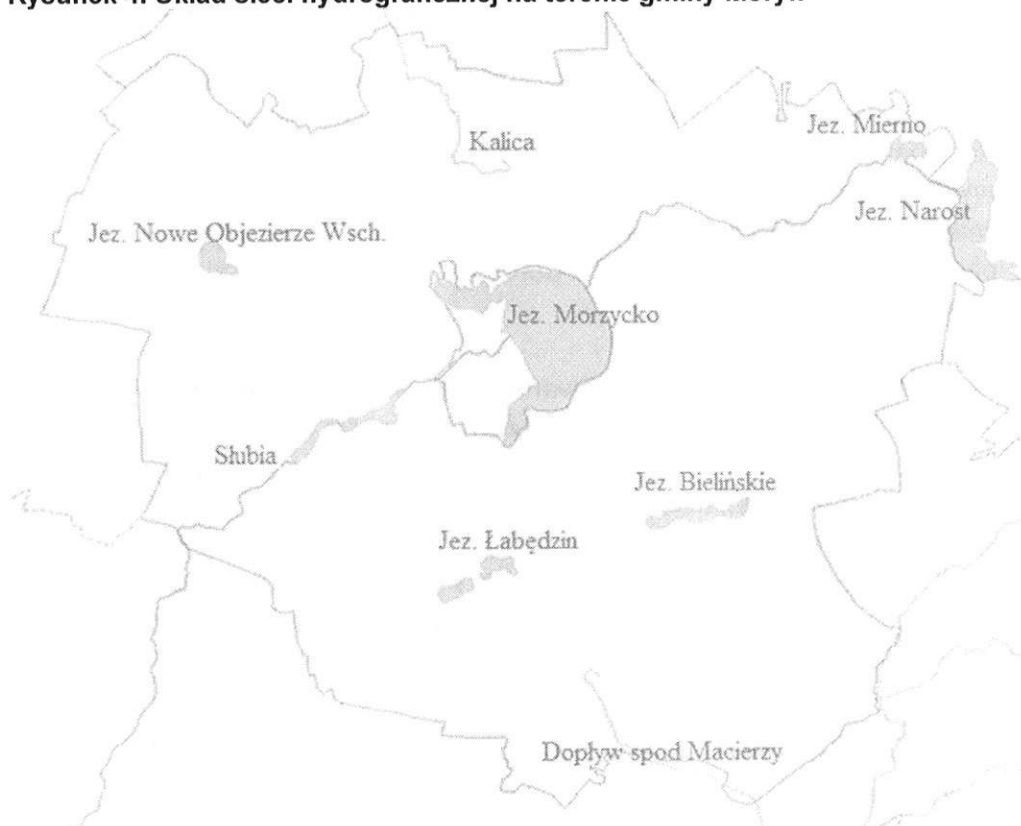 Kalica
Jez. Mierno
Jez. Narost
Jez. Nowe Objezierze Wsch.
Jez. Morzycko
Słubia
Jez. Bielińskie
Jez. Łabędzin
Dopływ spod Macierzy